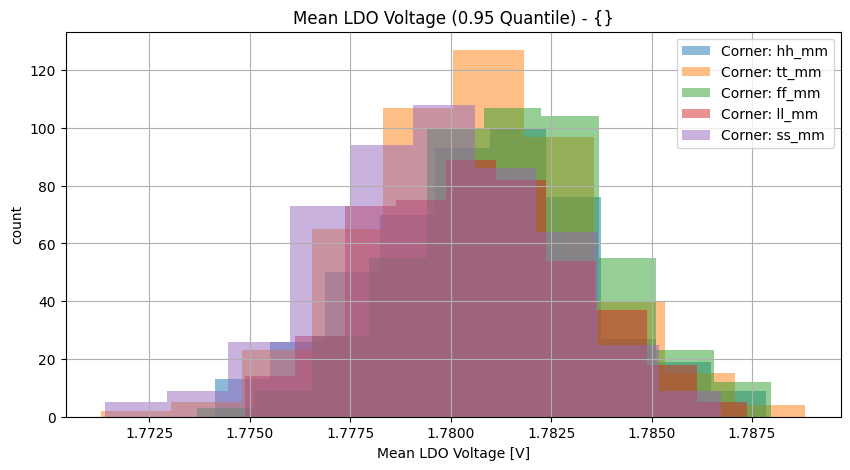 Mean LDO Voltage (0.95 Quantile) - {}
Corner: hh_mm
Corner: tt_mm
Corner: ff_mm
Corner: ll_mm
Corner: ss_mm
count
120
100
80
60
40
20
0
1.7725 1.7750 1.7775 1.7800 1.7825 1.7850 1.7875
Mean LDO Voltage [V]